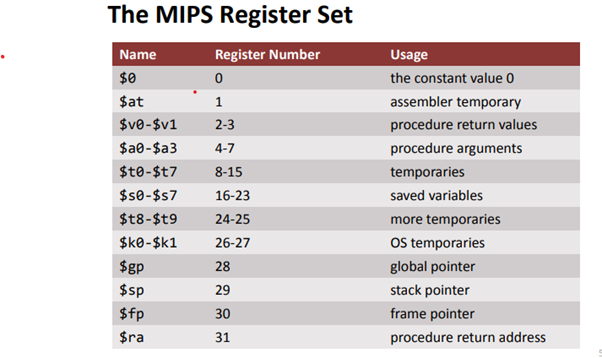 The MIPS Register Set
Name Register Number Usage
$0 0 the constant value 0
$at 1 assembler temporary
$v0-$v1 2-3 procedure return values
$a0-$a3 4-7 procedure arguments
$t0-$t7 8-15 temporaries
$s0-$s7 16-23 saved variables
$t8-$t9 24-25 more temporaries
$k0-$k1 26-27 OS temporaries
$gp 28 global pointer
$sp 29 stack pointer
$fp 30 frame pointer
$ra 31 procedure return address